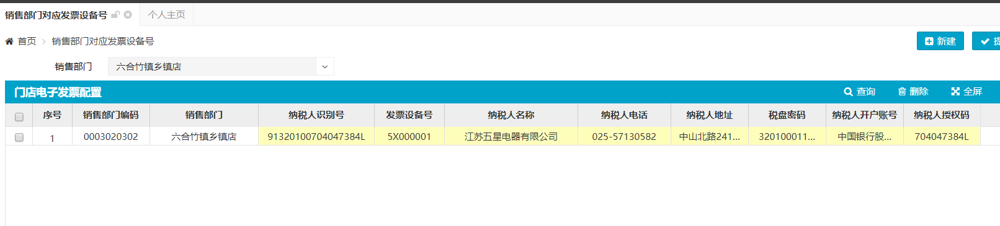 销售部门对应发票设备号 个人主页
首页 > 销售部门对应发票设备号 新建
销售部门 六合竹镇乡镇店
门店电子发票配置 查询 删除 全屏
序号 销售部门编码 销售部门 纳税人识别号 发票设备号 纳税人名称 纳税人电话 纳税人地址 税盘密码 纳税人开户账号 纳税人授权码
1 0003020302 六合竹镇乡镇店 91320100704047384L 5X000001 江苏五星电器有限公司 025-57130582 中山北路241... 320100011... 中国银行股... 704047384L